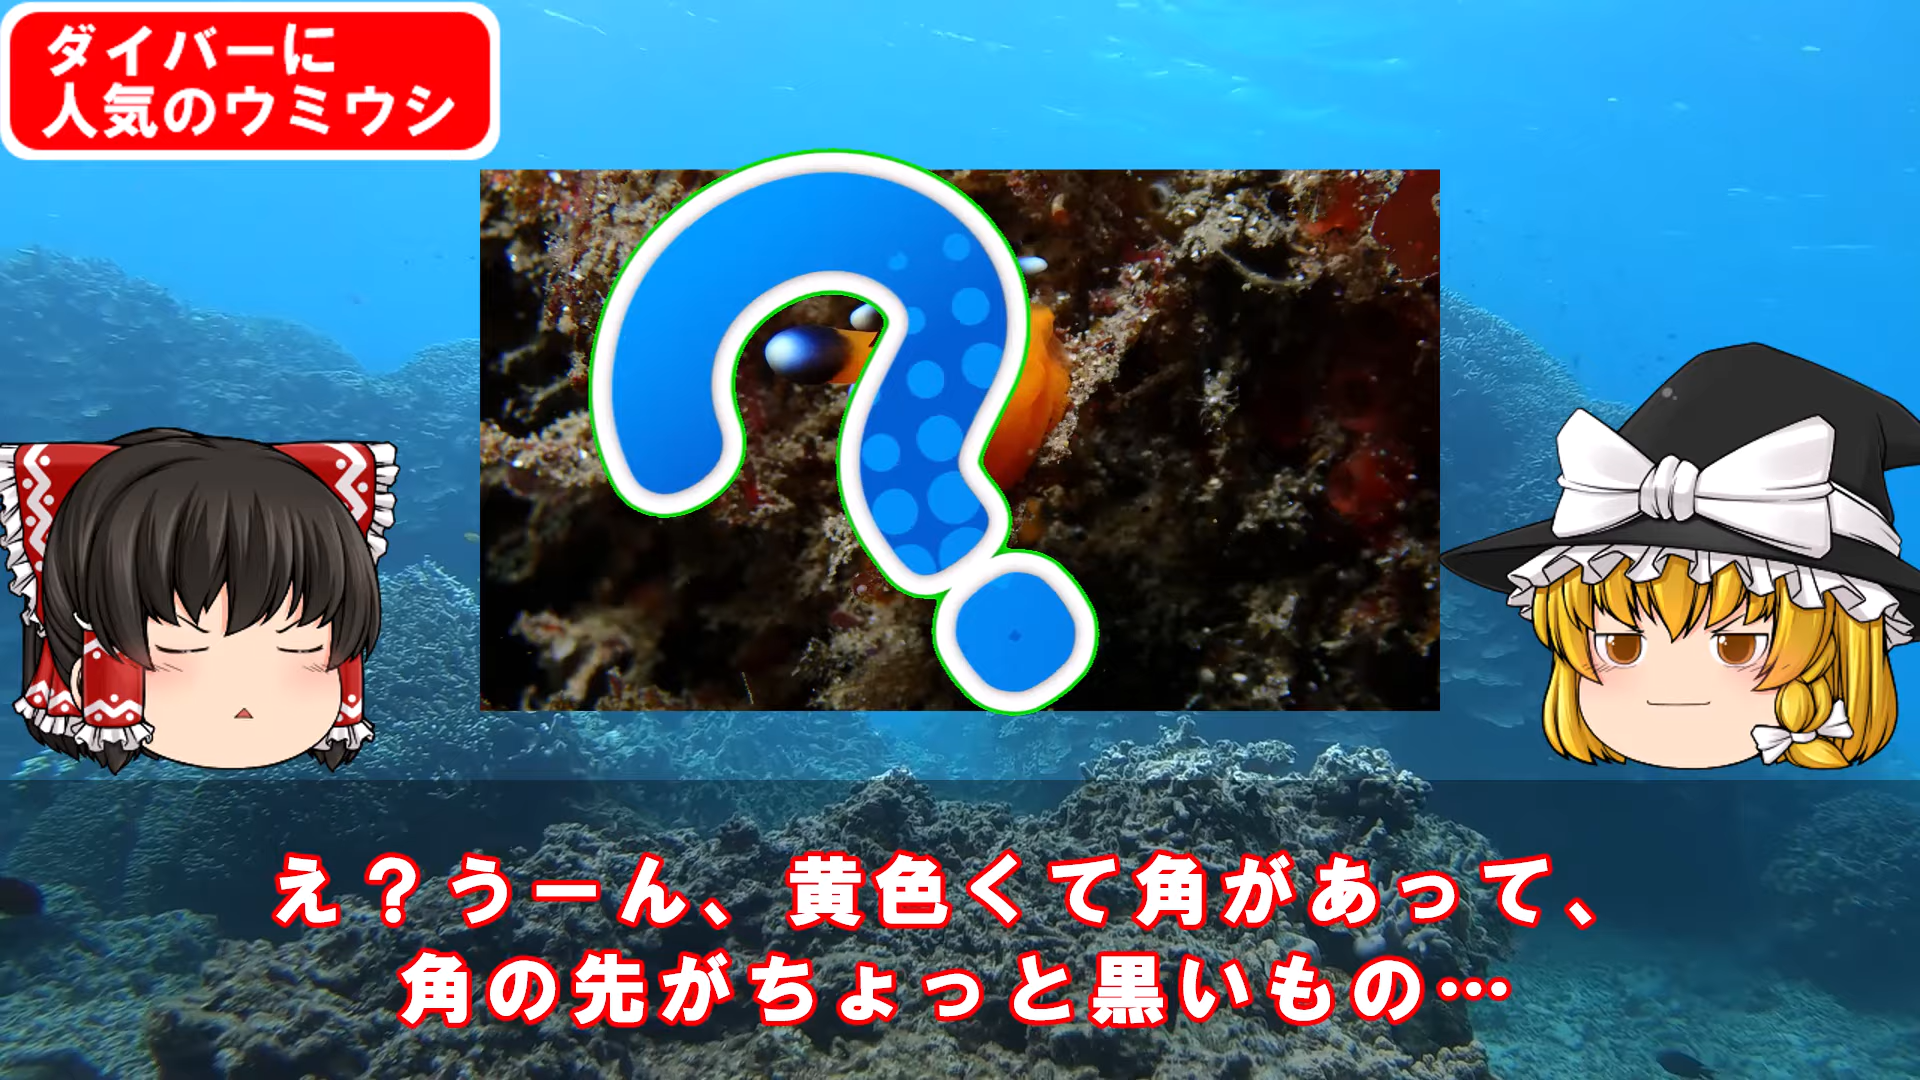 ダイバーに
人気のウミウシ
?
え？うーん、黄色くて角があって、
角の先がちょっと黒いもの…